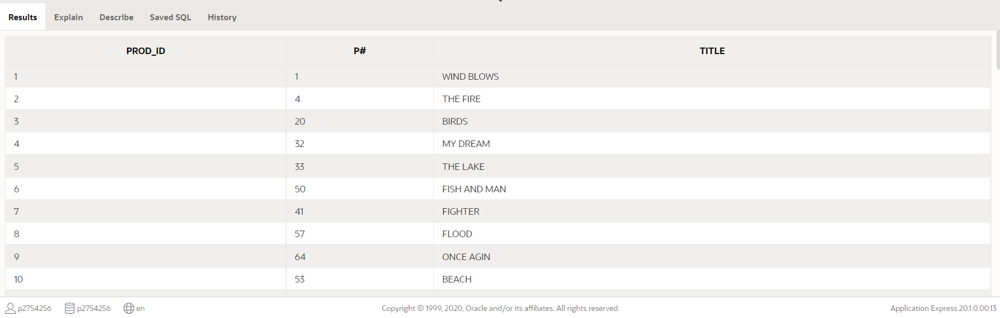 Results Explain Describe Saved SQL History
PROD_ID P# TITLE
1 1 WIND BLOWS
2 4 THE FIRE
3 20 BIRDS
4 32 MY DREAM
5 33 THE LAKE
6 50 FISH AND MAN
7 41 FIGHTER
8 57 FLOOD
9 64 ONCE AGIN
10 53 BEACH
p2754256 p2754256 en Copyright © 1999, 2020, Oracle and/or its affiliates. All rights reserved. Application Express 20.1.0.00.13